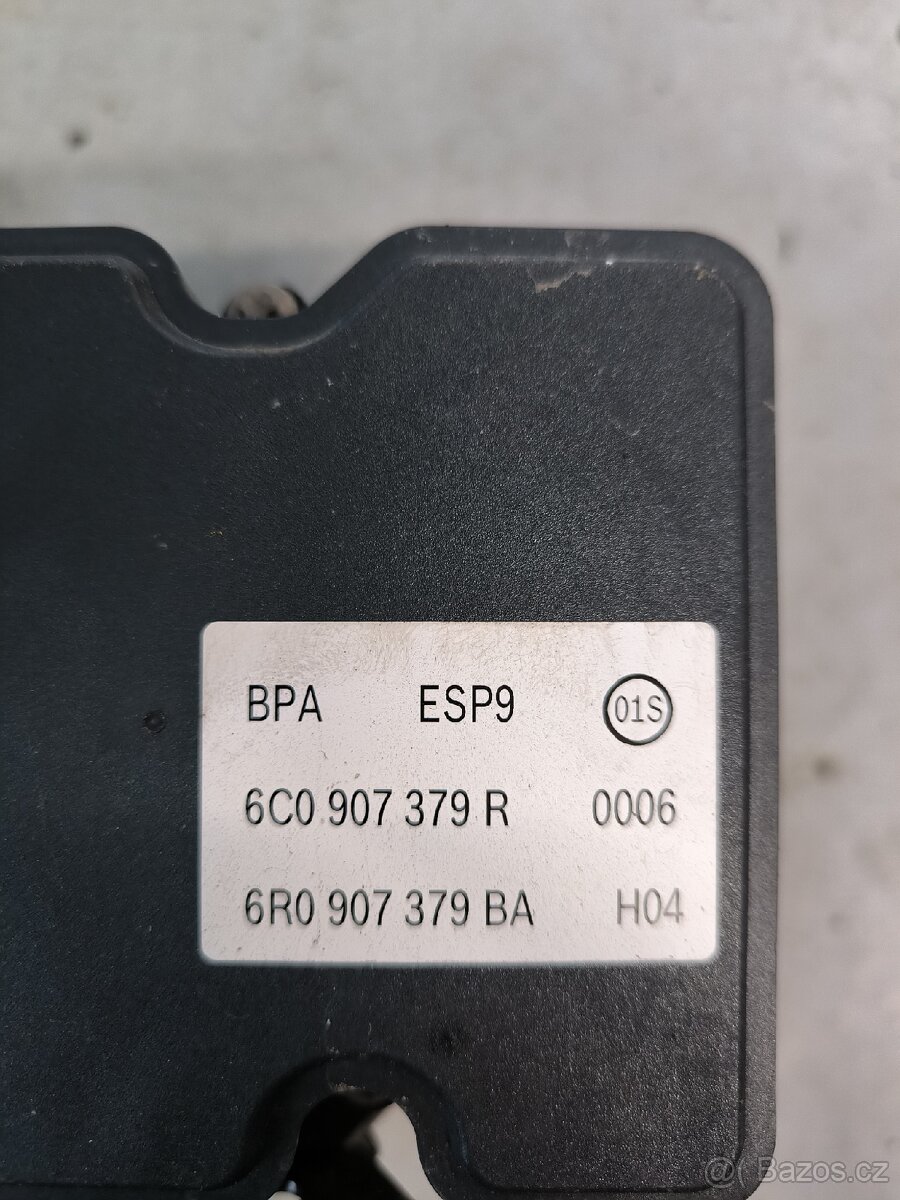 BPA ESP9 01S
6C0 907 379 R 0006
6R0 907 379 BA H04
@ Bazos.cz